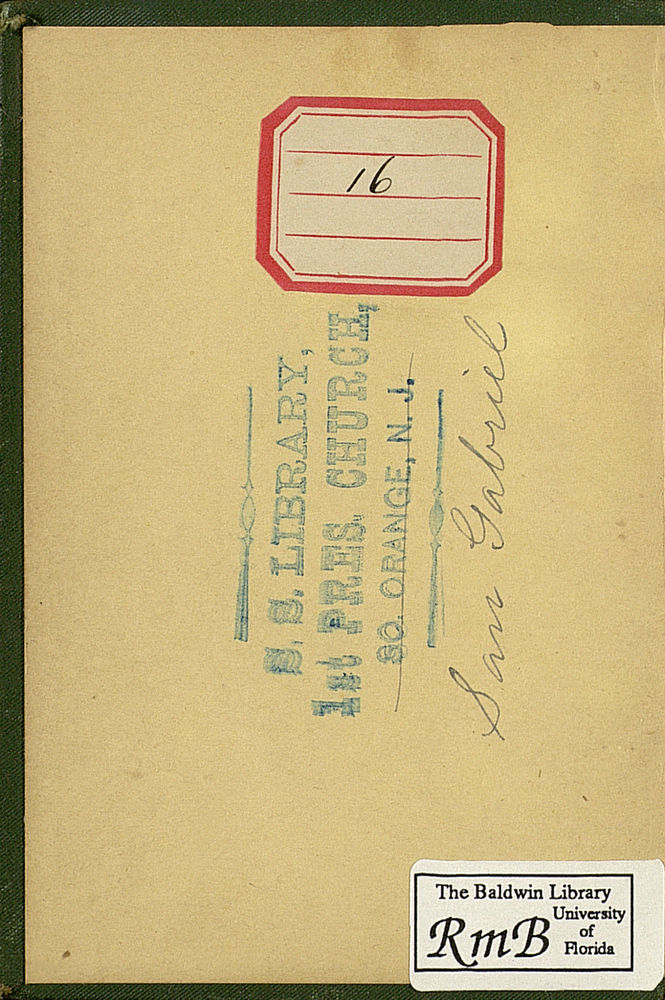 16
S. S. LIBRARY,
1st PRES. CHURCH,
SO. ORANGE, N. J.
San Gabriel
The Baldwin Library
RmB
University
of
Florida